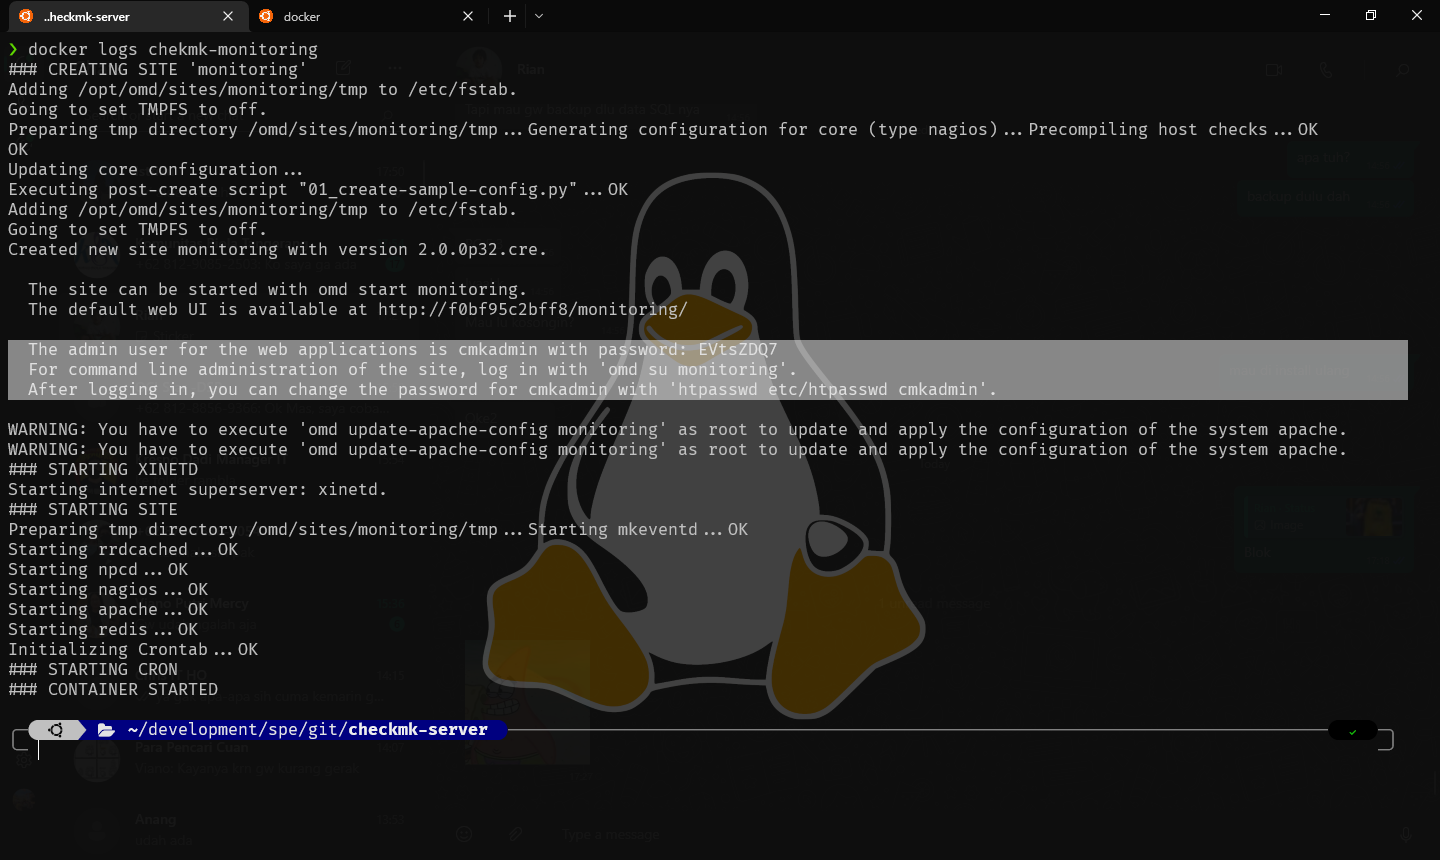 ..heckmk-server
docker
❯ docker logs chekmk-monitoring
### CREATING SITE 'monitoring'
Adding /opt/omd/sites/monitoring/tmp to /etc/fstab.
Going to set TMPFS to off.
Preparing tmp directory /omd/sites/monitoring/tmp...Generating configuration for core (type nagios)...Precompiling host checks...OK
OK
Updating core configuration...
Executing post-create script "01_create-sample-config.py"...OK
Adding /opt/omd/sites/monitoring/tmp to /etc/fstab.
Going to set TMPFS to off.
Created new site monitoring with version 2.0.0p32.cre.
The site can be started with omd start monitoring.
The default web UI is available at http://f0bf95c2bff8/monitoring/
The admin user for the web applications is cmkadmin with password: EVtsZDQ7
For command line administration of the site, log in with 'omd su monitoring'.
After logging in, you can change the password for cmkadmin with 'htpasswd etc/htpasswd cmkadmin'.
WARNING: You have to execute 'omd update-apache-config monitoring' as root to update and apply the configuration of the system apache.
WARNING: You have to execute 'omd update-apache-config monitoring' as root to update and apply the configuration of the system apache.
### STARTING XINETD
Starting internet superserver: xinetd.
### STARTING SITE
Preparing tmp directory /omd/sites/monitoring/tmp...Starting mkeventd...OK
Starting rrdcached...OK
Starting npcd...OK
Starting nagios...OK
Starting apache...OK
Starting redis...OK
Initializing Crontab...OK
### STARTING CRON
### CONTAINER STARTED
~/development/spe/git/checkmk-server
Rian
Para Pencari Cuan
Anang
udah ada
Type a message